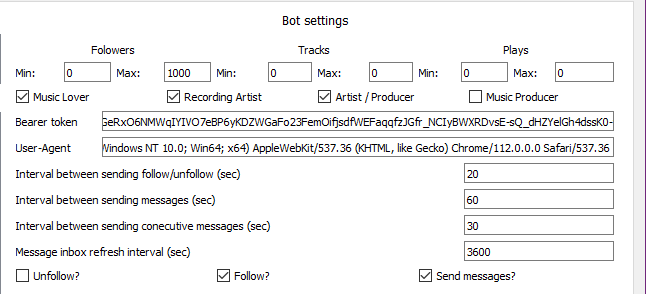 Bot settings
Folowers Tracks Plays
Min: 0 Max: 1000 Min: 0 Max: 0 Min: 0 Max: 0
Music Lover Recording Artist Artist / Producer Music Producer
Bearer token GeRxO6NMWqIYIVO7eBP6yKDZWGaFo23FemOifjsdfWEFaqqfzJGfr_NCIyBWXRDvsE-sQ_dHZYelGh4dssK0-
User-Agent Windows NT 10.0; Win64; x64) AppleWebKit/537.36 (KHTML, like Gecko) Chrome/112.0.0.0 Safari/537.36
Interval between sending follow/unfollow (sec) 20
Interval between sending messages (sec) 60
Interval between sending conecutive messages (sec) 30
Message inbox refresh interval (sec) 3600
Unfollow? Follow? Send messages?